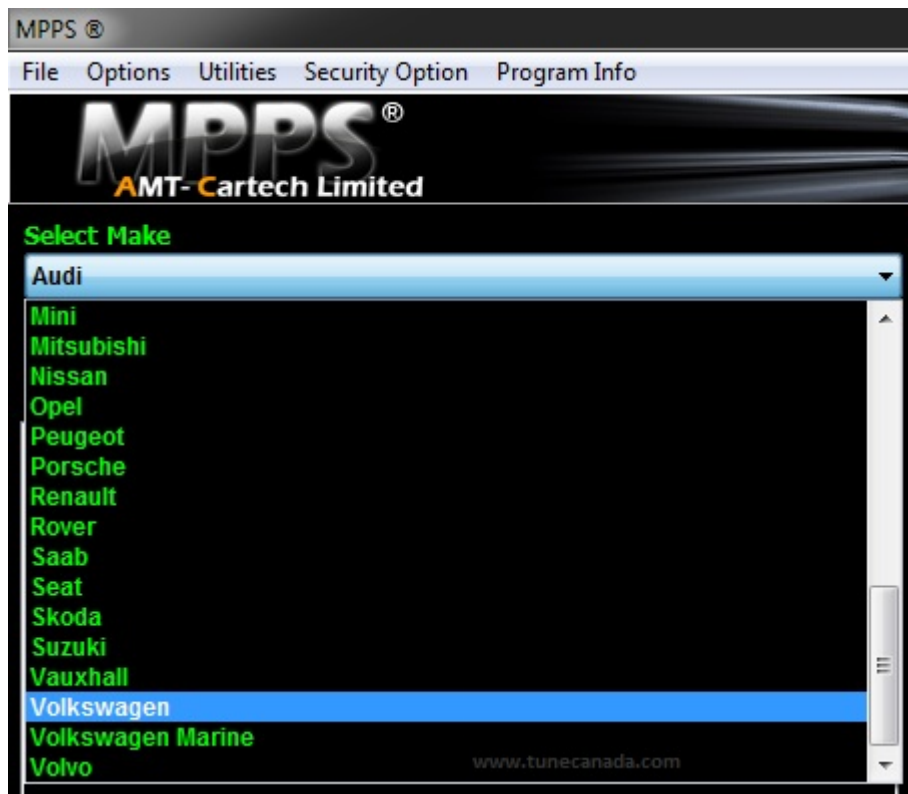 MPPS ®
File Options Utilities Security Option Program Info
MPPS®
AMT- Cartech Limited
Select Make
Audi
Mini
Mitsubishi
Nissan
Opel
Peugeot
Porsche
Renault
Rover
Saab
Seat
Skoda
Suzuki
Vauxhall
Volkswagen
Volkswagen Marine
Volvo
www.tunecanada.com